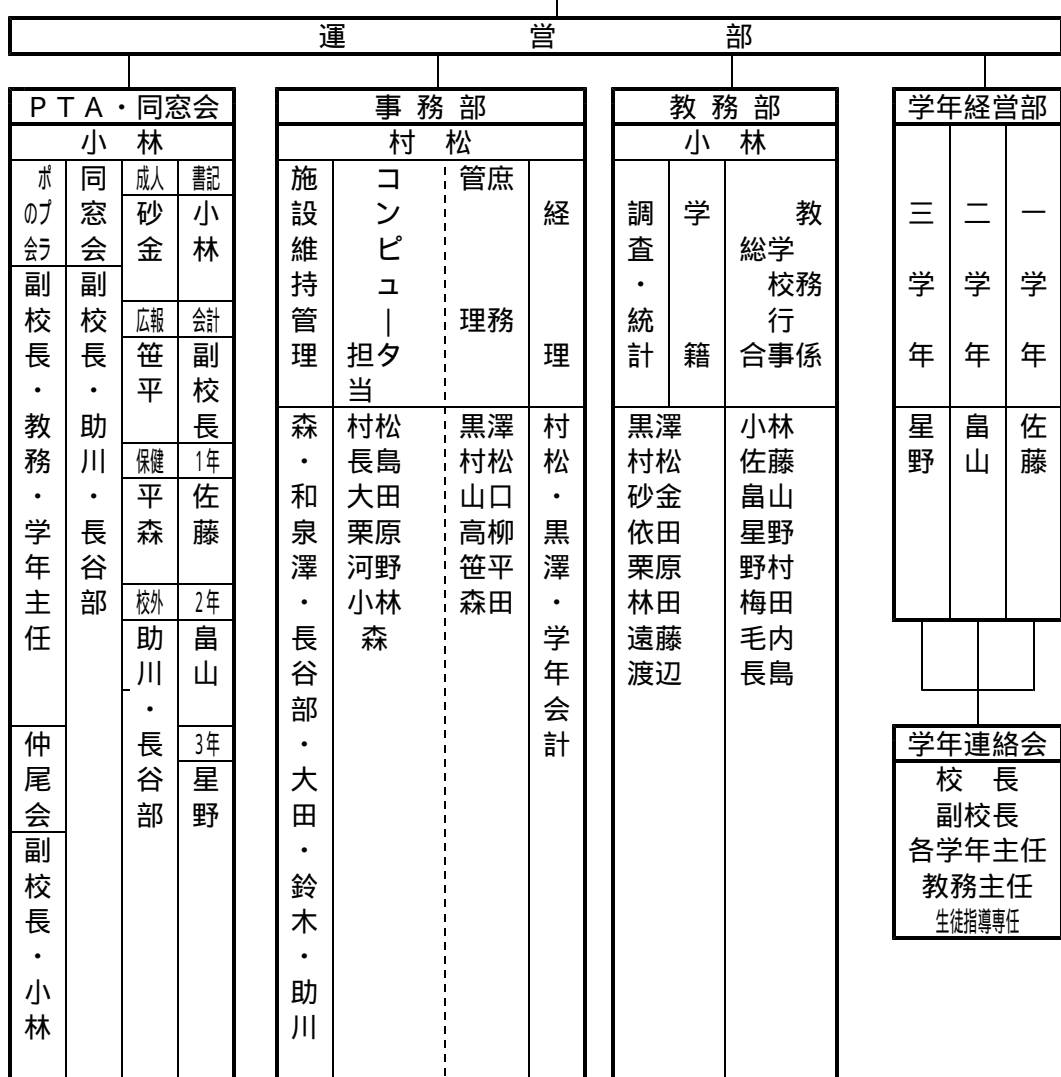 運営部
PTA・同窓会
小林
ポプラの会
副校長・教務・学年主任
仲尾会
副校長・小林
同窓会
副校長・助川・長谷部
成人
砂金
広報
笹平
保健
平森
校外
助川・長谷部
書記
小林
会計
副校長
1年
佐藤
2年
畠山
3年
星野
事務部
村松
施設維持管理
森・和泉澤・長谷部・大田・鈴木・助川
コンピュータ担当
村松
長島
大田
栗原
河野
小林
森
庶務
管理
黒澤
村松
山口
高柳
笹平
森田
経理
村松・黒澤・学年会計
教務部
小林
調査・統計
学籍
黒澤
村松
砂金
依田
栗原
林田
遠藤
渡辺
教務係
学校行事
総合
小林
佐藤
畠山
星野
野村
梅田
毛内
長島
学年経営部
三学年
星野
二学年
畠山
一学年
佐藤
学年連絡会
校長
副校長
各学年主任
教務主任
生徒指導専任